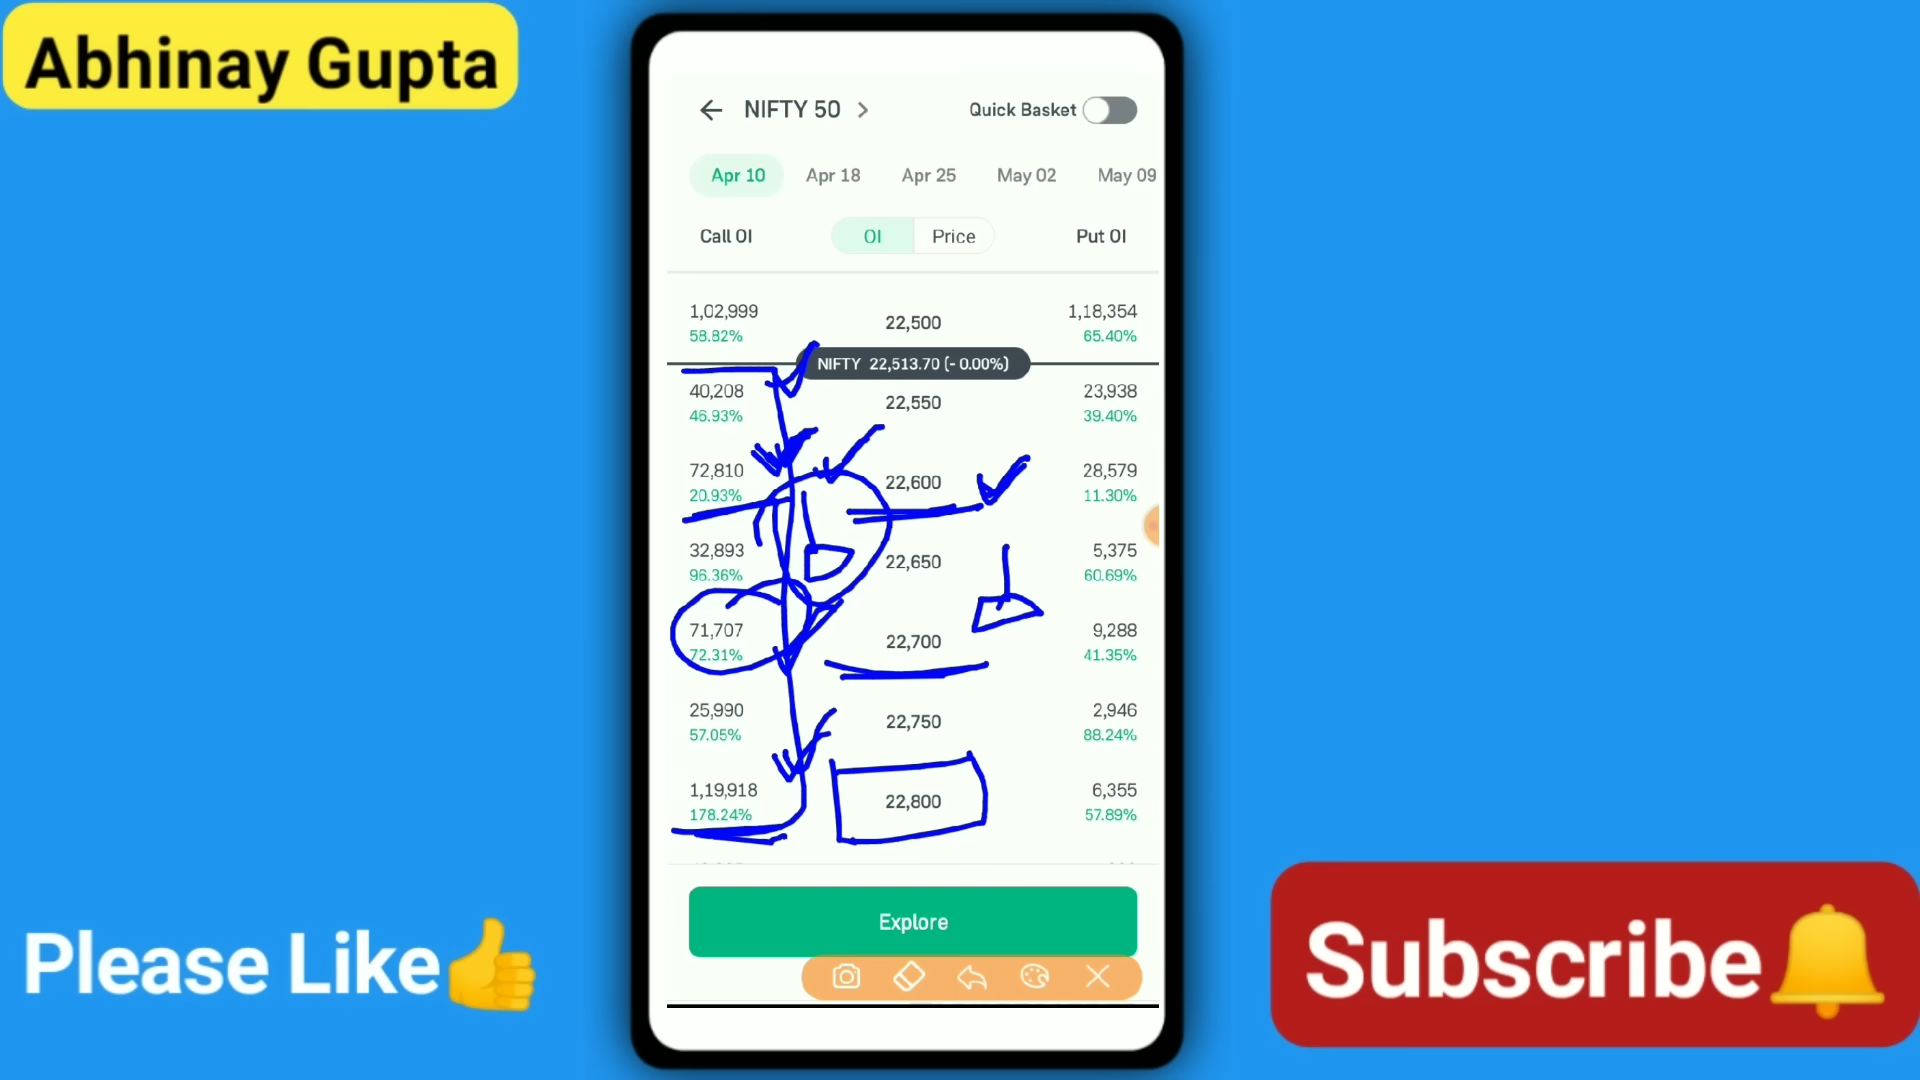 Abhinay Gupta
NIFTY 50 > Quick Basket
Apr 10 Apr 18 Apr 25 May 02 May 09
Call OI OI Price Put OI
1,02,999 22,500 1,18,354
58.82% 65.40%
NIFTY 22,513.70 (- 0.00%)
40,208 22,550 23,938
46.93% 39.40%
72,810 22,600 28,579
20.93% 11.30%
32,893 22,650 5,375
96.36% 60.69%
71,707 22,700 9,288
72.31% 41.35%
25,990 22,750 2,946
57.05% 88.24%
1,19,918 22,800 6,355
178.24% 57.89%
Explore
Please Like
Subscribe